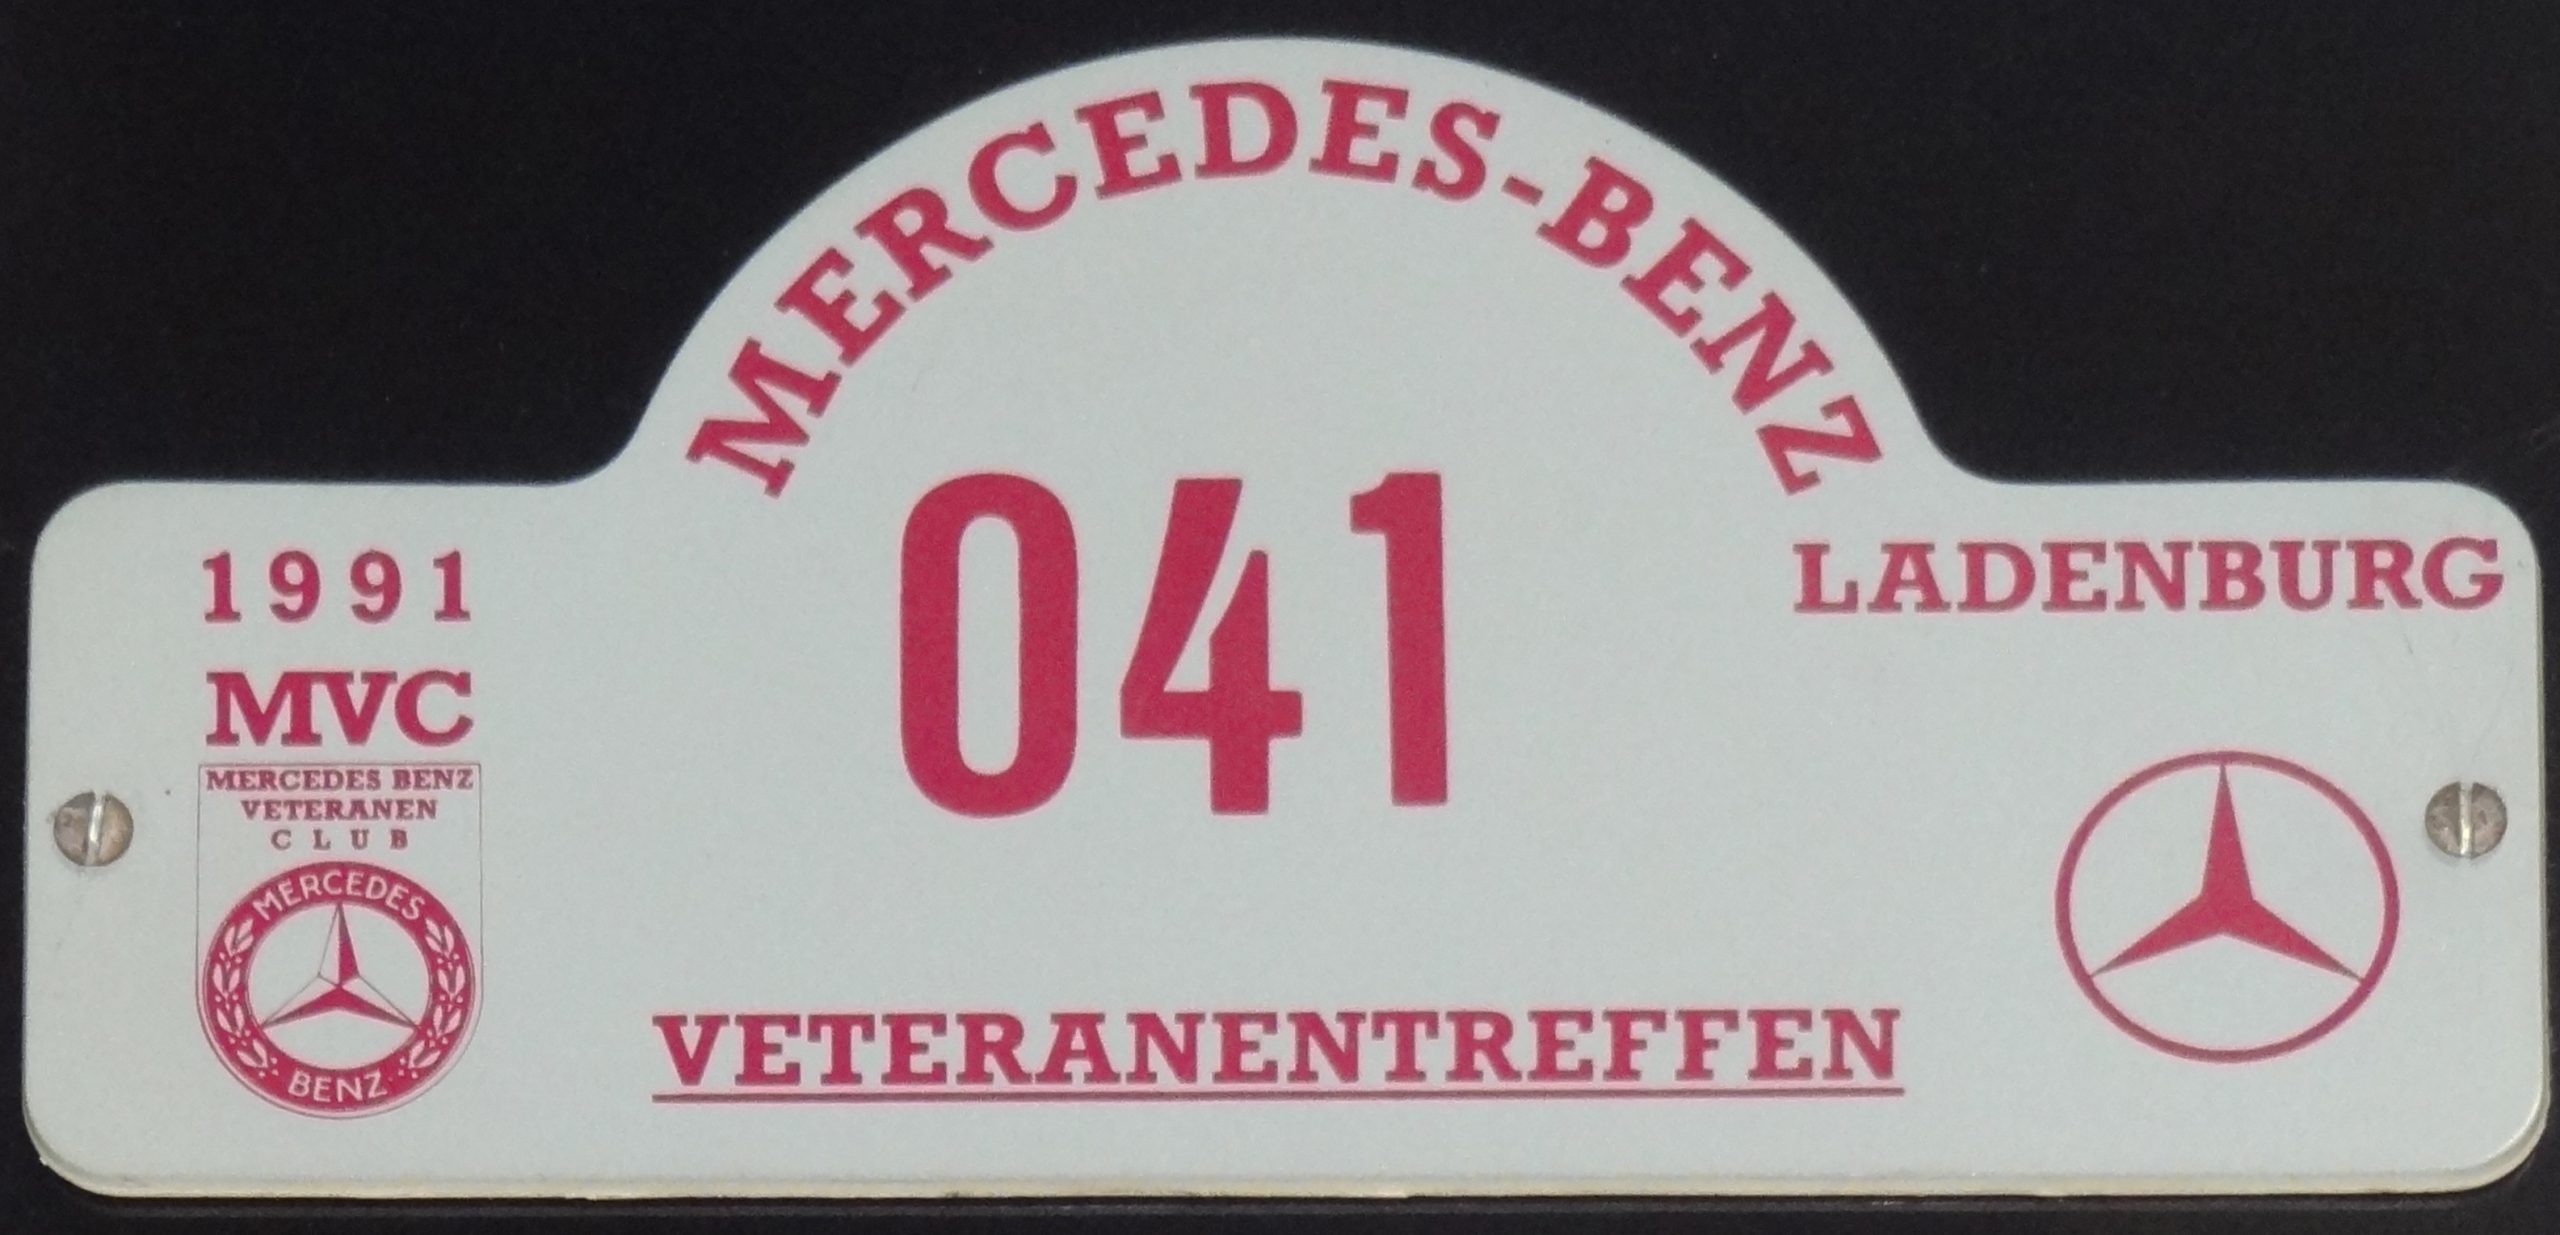 MERCEDES-BENZ
041
1991
MVC
MERCEDES BENZ
VETERANEN
CLUB
MERCEDES
BENZ
LADENBURG
VETERANENTREFFEN